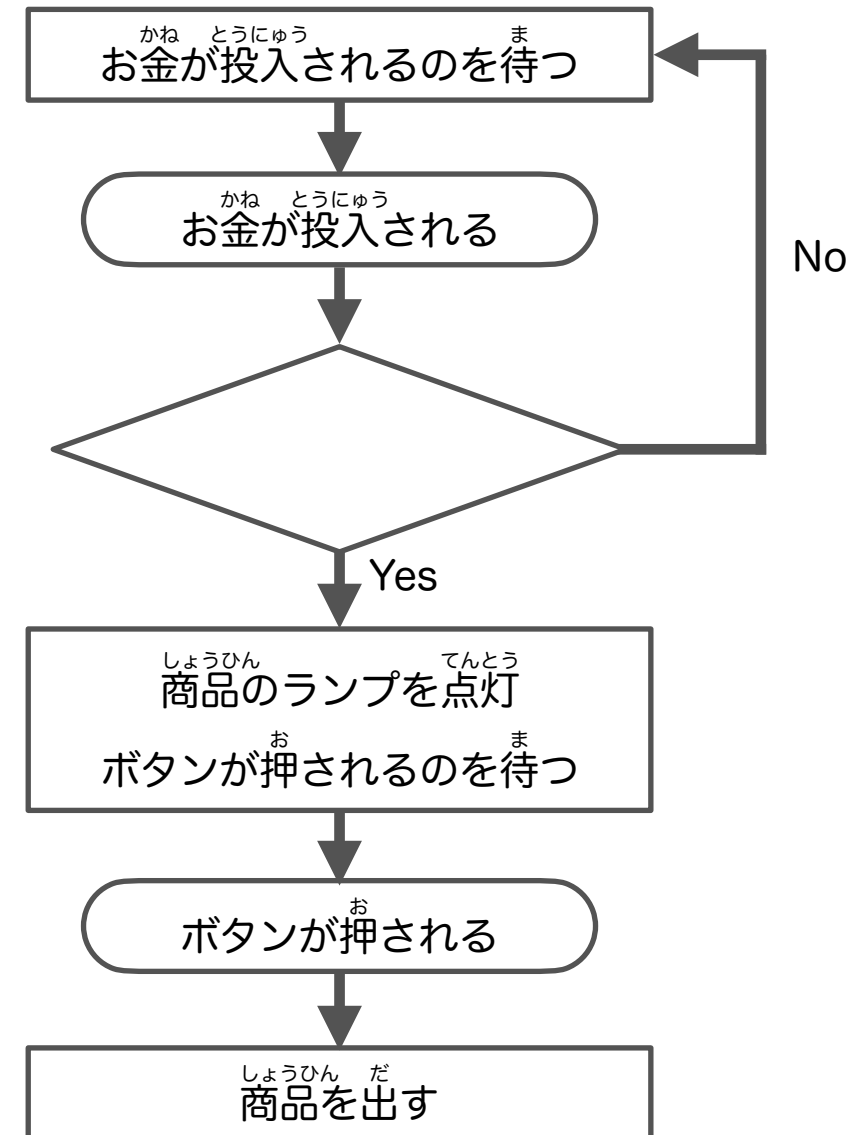 お金が投入されるのを待つ
お金が投入される
No
Yes
商品のランプを点灯
ボタンが押されるのを待つ
ボタンが押される
商品を出す